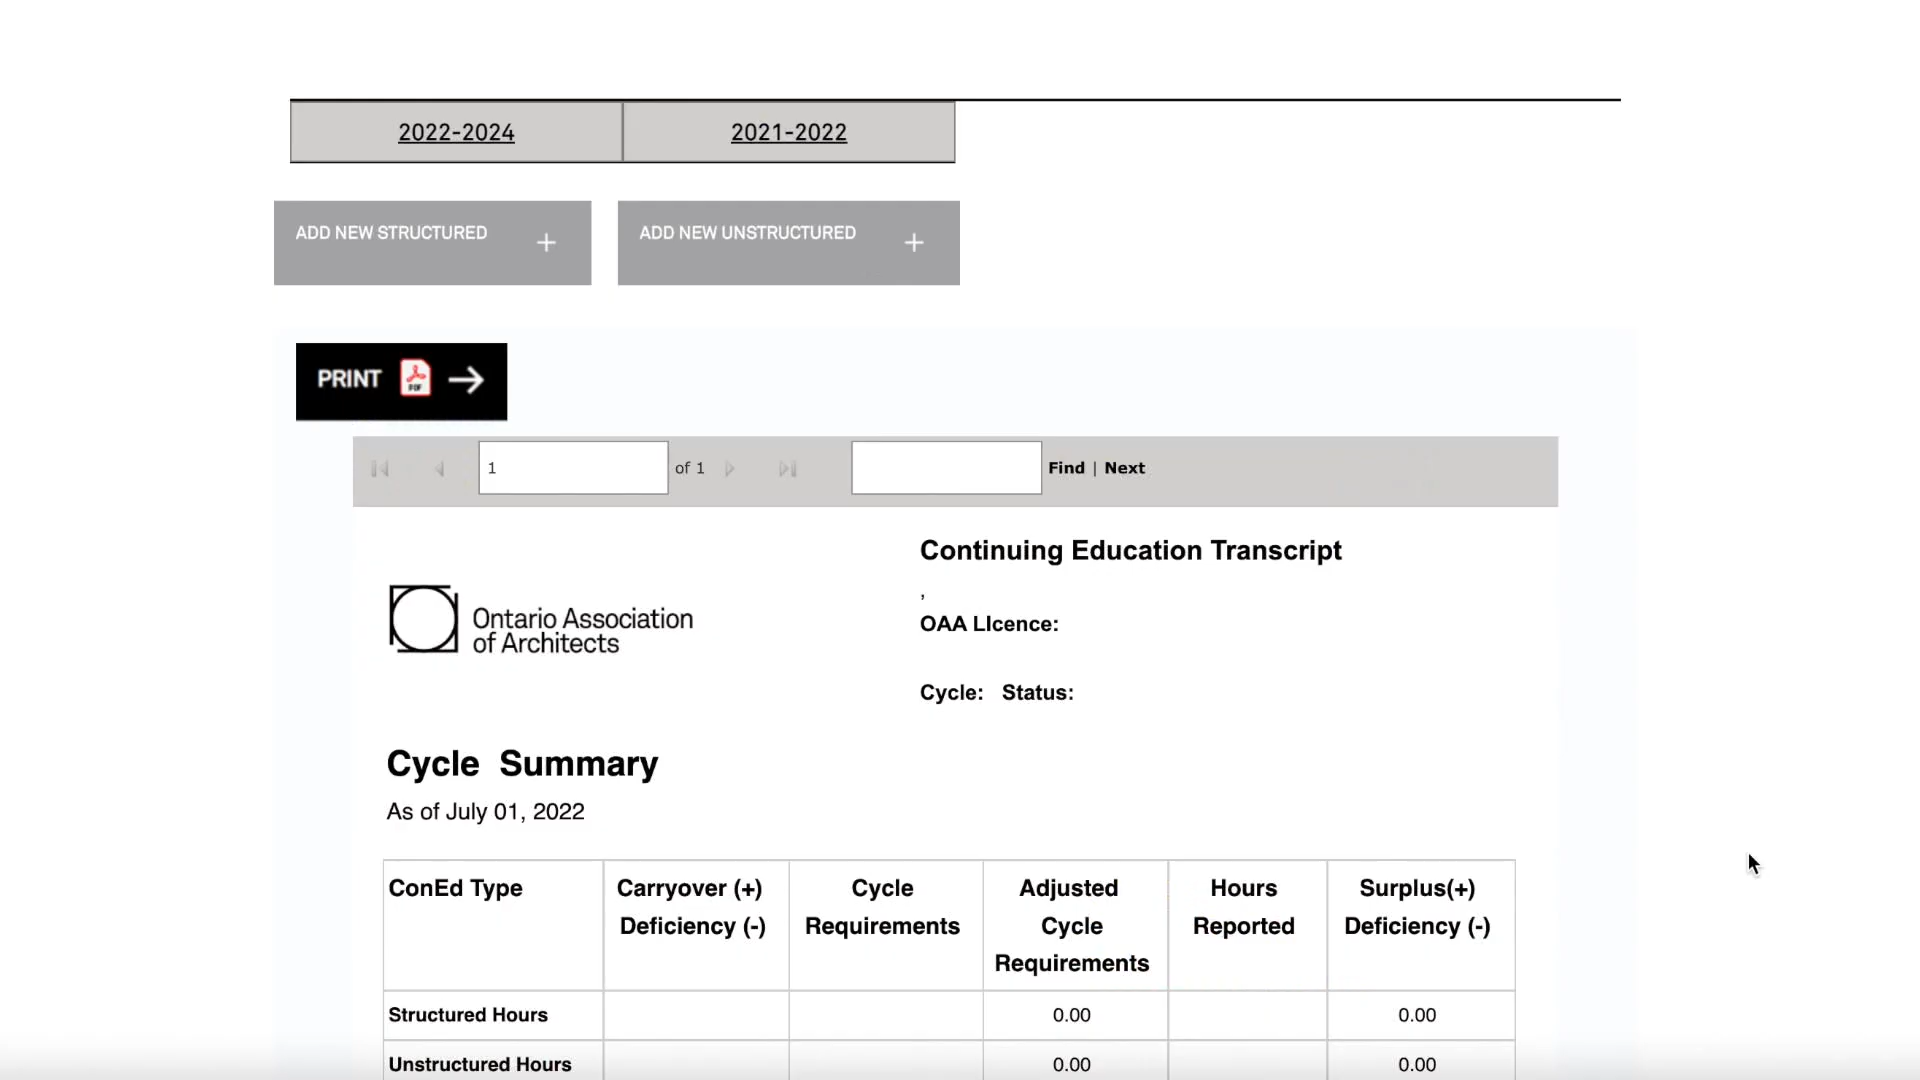 2022-2024 2021-2022
ADD NEW STRUCTURED + ADD NEW UNSTRUCTURED +
PRINT PDF
1 of 1 Find | Next
Continuing Education Transcript
,
Ontario Association
of Architects
OAA LIcence:
Cycle: Status:
Cycle Summary
As of July 01, 2022
ConEd Type Carryover (+) Cycle Adjusted Hours Surplus(+)
Deficiency (-) Requirements Cycle Reported Deficiency (-)
Requirements
Structured Hours 0.00 0.00
Unstructured Hours 0.00 0.00